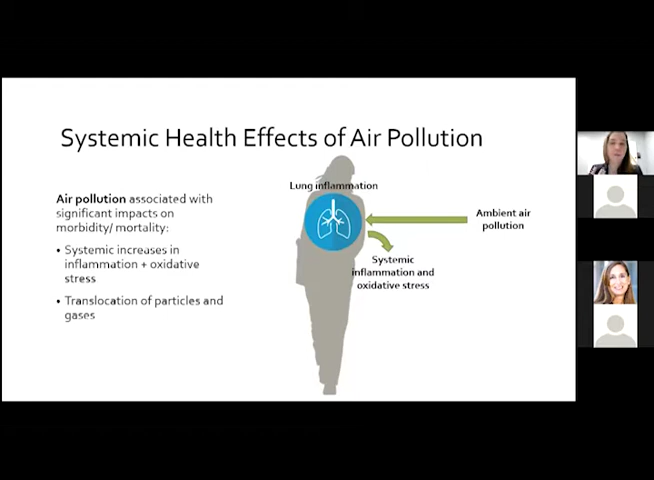 Systemic Health Effects of Air Pollution
Air pollution associated with
significant impacts on
morbidity/ mortality:
• Systemic increases in
inflammation + oxidative
stress
• Translocation of particles and
gases
Lung inflammation
Ambient air
pollution
Systemic
inflammation and
oxidative stress